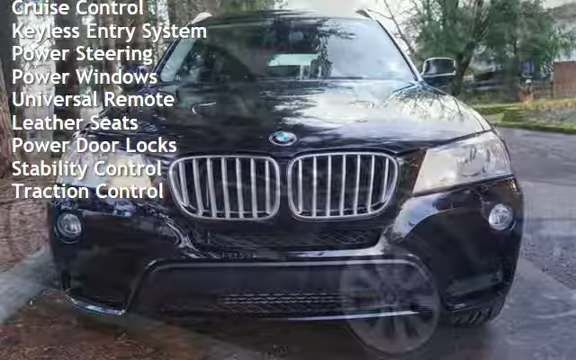 Cruise Control
Keyless Entry System
Power Steering
Power Windows
Universal Remote
Leather Seats
Power Door Locks
Stability Control
Traction Control